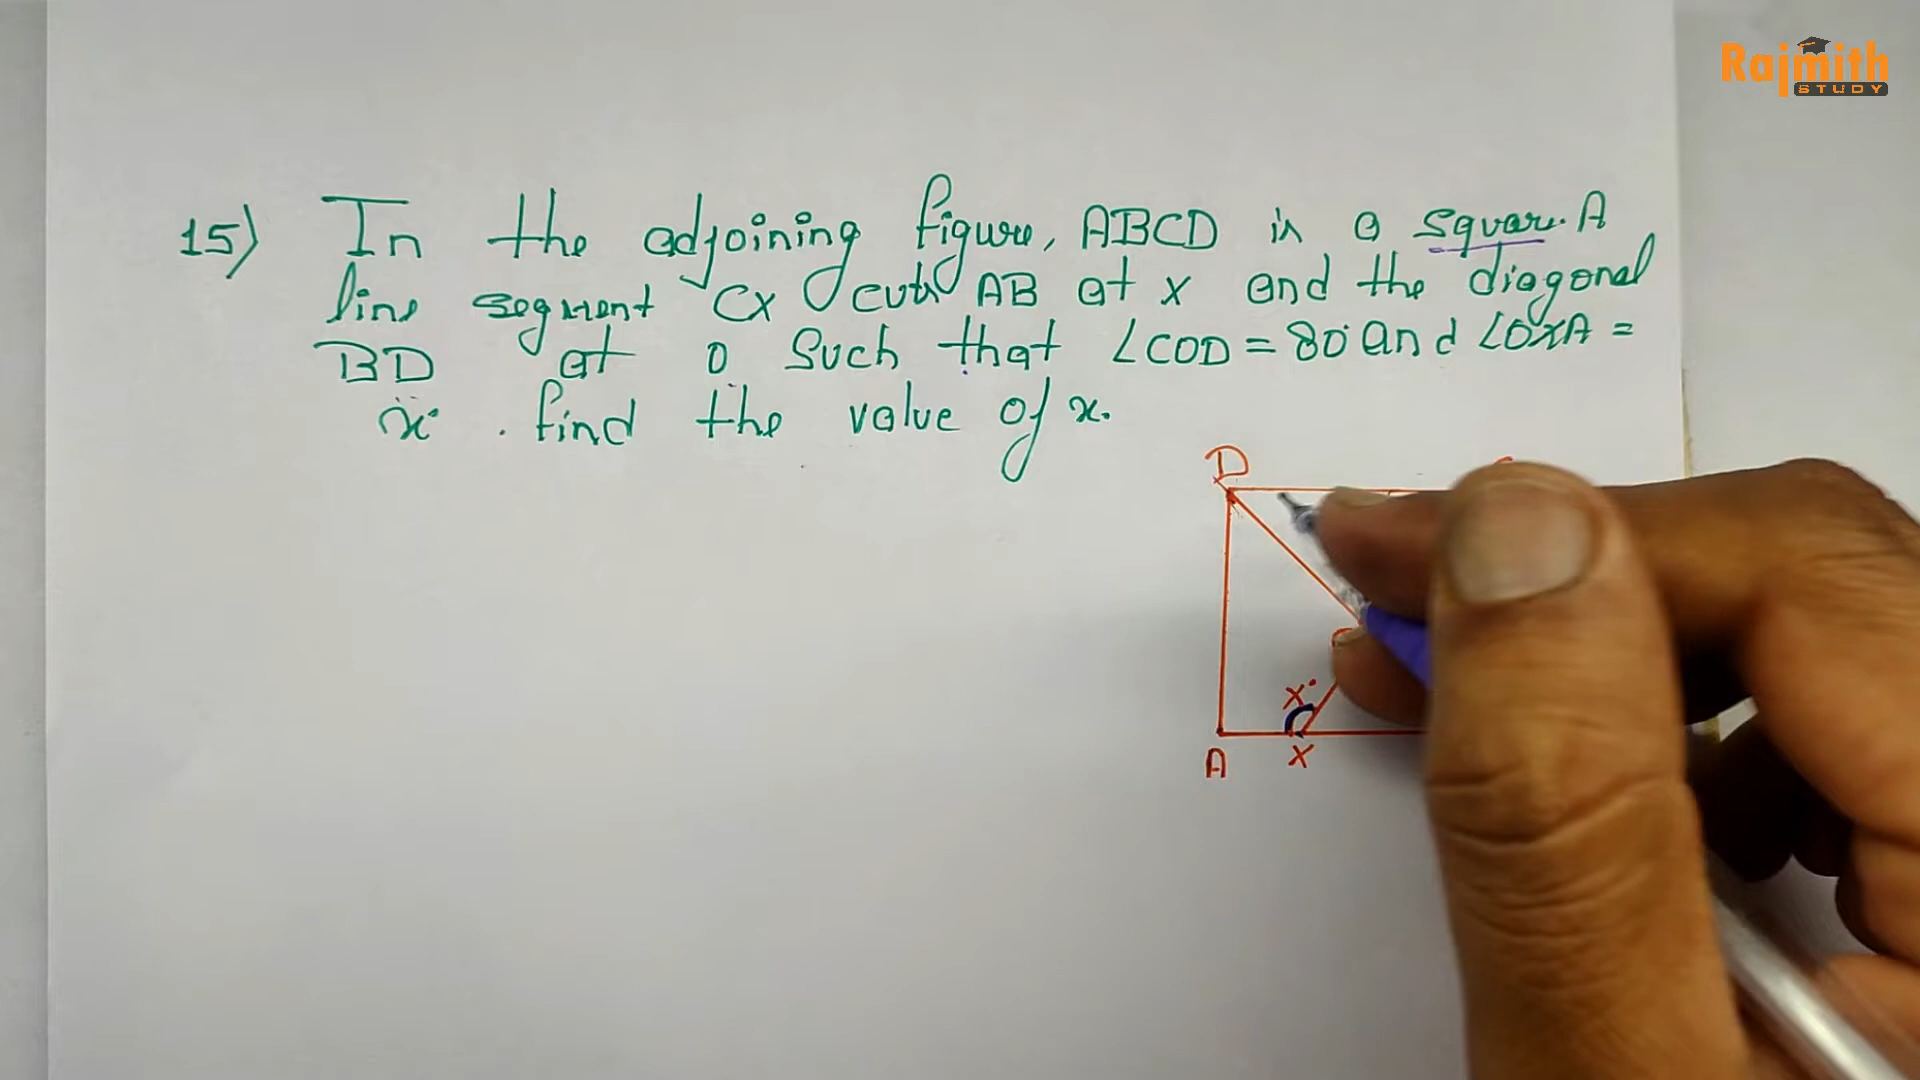 Rajmith
STUDY
15) In the adjoining figure, ABCD is a square. A
line segment CX cuts AB at X and the diagonal
BD at O such that ∠COD = 80° and ∠OXA =
x°. find the value of x.
D
x°
A X